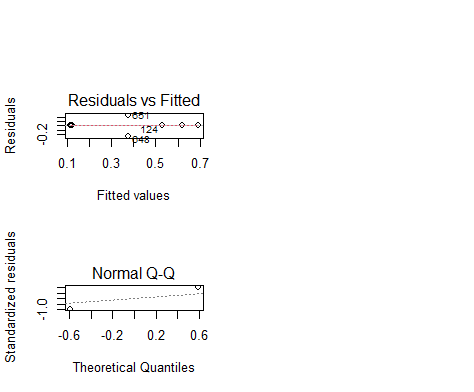 Residuals vs Fitted
Residuals
-0.2
651
124
048
0.1 0.3 0.5 0.7
Fitted values
Normal Q-Q
Standardized residuals
-1.0
-0.6 -0.2 0.2 0.6
Theoretical Quantiles